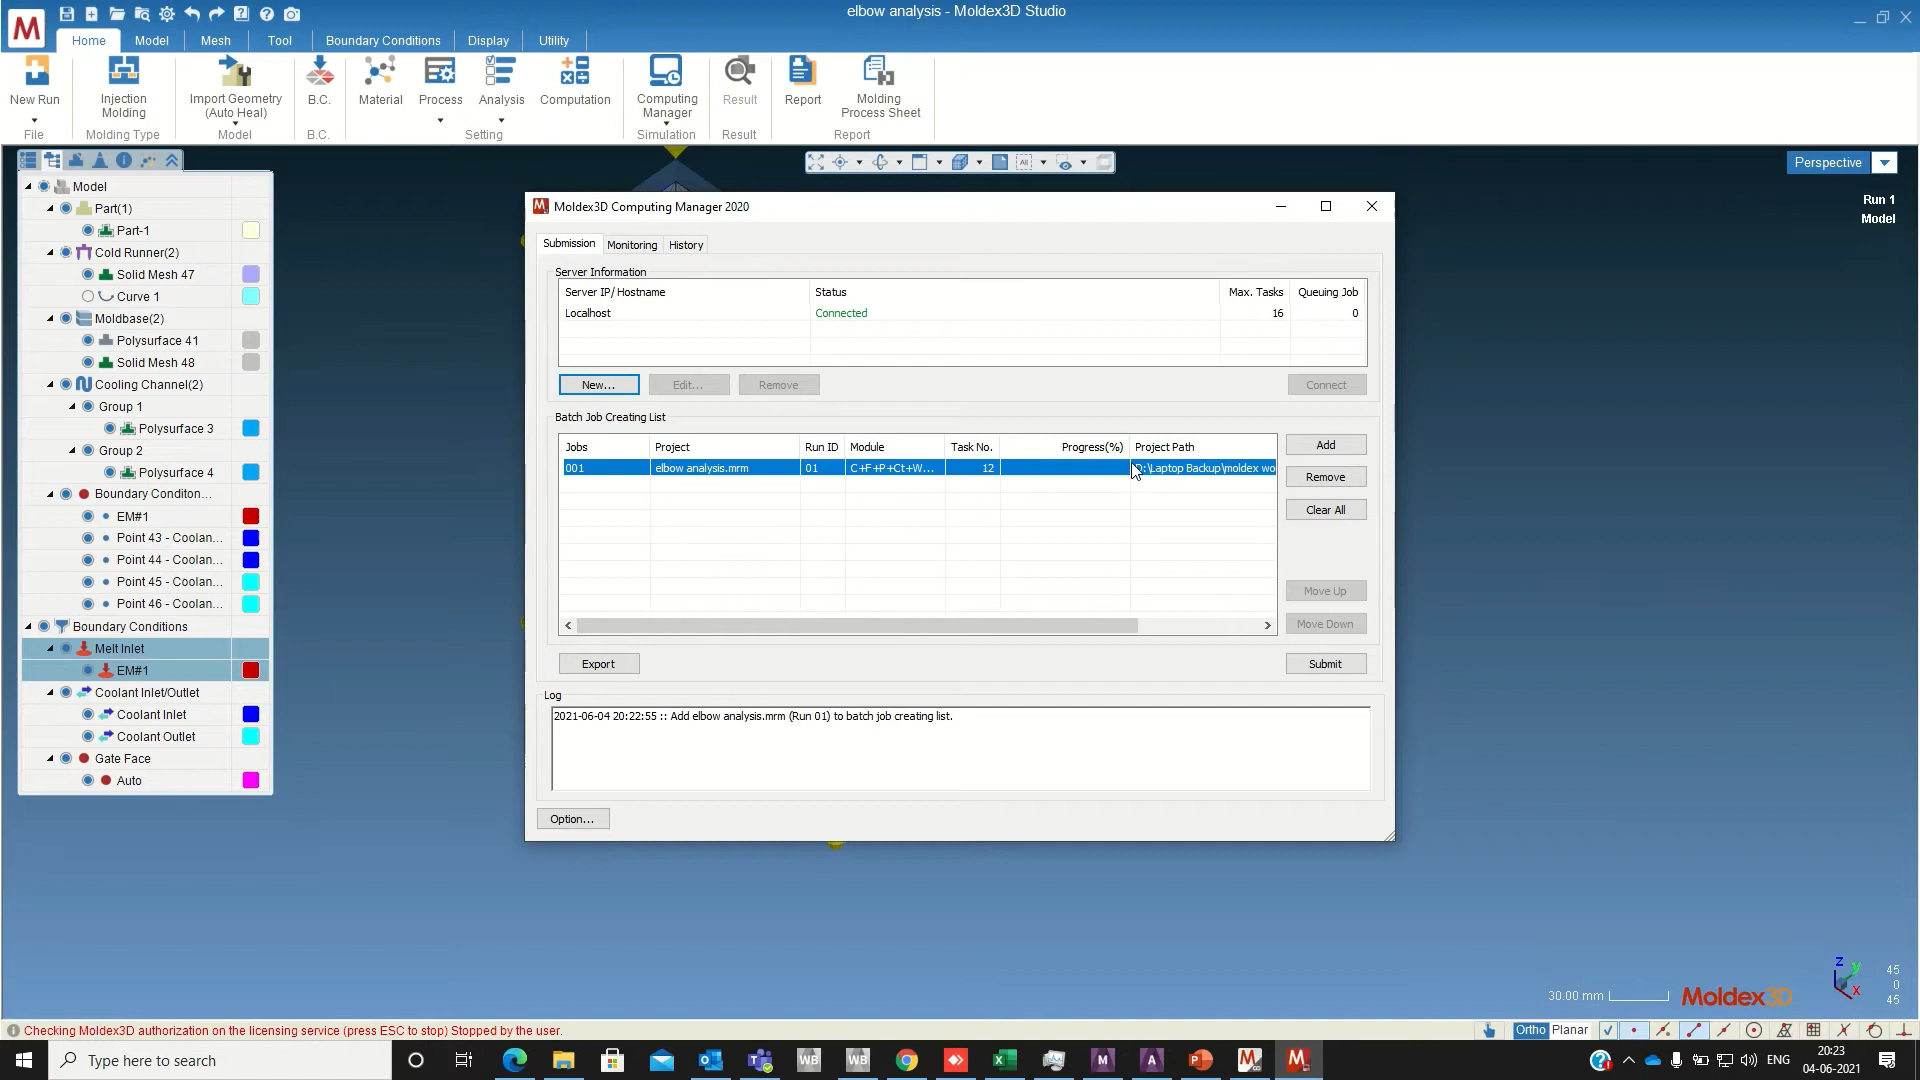 elbow analysis - Moldex3D Studio
M
Home Model Mesh Tool Boundary Conditions Display Utility
New Run
Injection Molding
Import Geometry (Auto Heal)
B.C.
Material Process Analysis Computation
Computing Manager
Result
Report
Molding Process Sheet
File Molding Type Model B.C. Setting Simulation Result Report
Perspective
Run 1
Model
Model
Part(1)
Part-1
Cold Runner(2)
Solid Mesh 47
Curve 1
Moldbase(2)
Polysurface 41
Solid Mesh 48
Cooling Channel(2)
Group 1
Polysurface 3
Group 2
Polysurface 4
Boundary Conditon...
EM#1
Point 43 - Coolan...
Point 44 - Coolan...
Point 45 - Coolan...
Point 46 - Coolan...
Boundary Conditions
Melt Inlet
EM#1
Coolant Inlet/Outlet
Coolant Inlet
Coolant Outlet
Gate Face
Auto
Moldex3D Computing Manager 2020
Submission Monitoring History
Server Information
Server IP/Hostname Status Max. Tasks Queuing Job
Localhost Connected 16 0
New... Edit... Remove Connect
Batch Job Creating List
Jobs Project Run ID Module Task No. Progress(%) Project Path
001 elbow analysis.mrm 01 C+F+P+Ct+W... 12 D:\Laptop Backup\moldex wo
Add
Remove
Clear All
Move Up
Move Down
Export Submit
Log
2021-06-04 20:22:55 :: Add elbow analysis.mrm (Run 01) to batch job creating list.
Option...
30.00 mm
Moldex3D
Z
Y
X
45
0
45
Checking Moldex3D authorization on the licensing service (press ESC to stop) Stopped by the user.
Ortho Planar
Type here to search
WB WB
ENG
20:23
04-06-2021